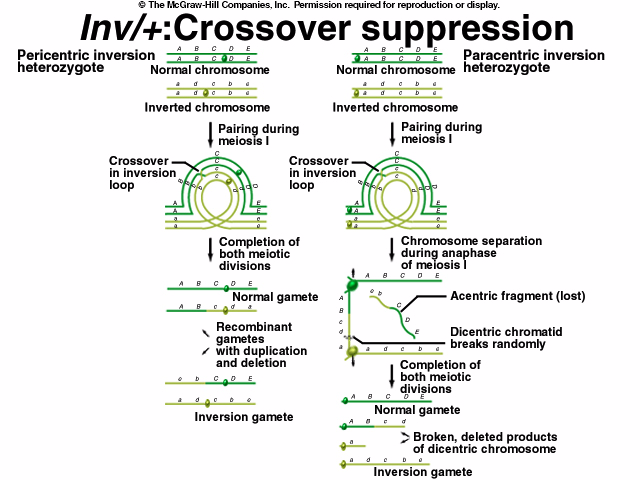 © The McGraw-Hill Companies, Inc. Permission required for reproduction or display.
Inv/+:Crossover suppression
Pericentric inversion
heterozygote
A B C D E
A B C D E
Normal chromosome
a d c b e
a d c b e
Inverted chromosome
Pairing during
meiosis I
Crossover
in inversion
loop
C
C
c
c
B
B
b
b
D
D
A
A
a
a
E
E
e
e
Completion of
both meiotic
divisions
A B C D E
Normal gamete
A B c d a
Recombinant
gametes
with duplication
and deletion
e b C D E
a d c b e
Inversion gamete
Paracentric inversion
heterozygote
A B C D E
A B C D E
Normal chromosome
a d c b e
a d c b e
Inverted chromosome
Pairing during
meiosis I
Crossover
in inversion
loop
C
C
c
c
B
B
b
b
D
D
A
A
a
a
E
E
e
e
Chromosome separation
during anaphase
of meiosis I
A B C D E
e b
C
D
E
Acentric fragment (lost)
A
B
c
d
a
Dicentric chromatid
breaks randomly
a d c b e
Completion of
both meiotic
divisions
A B C D E
Normal gamete
A B c d
a
Broken, deleted products
of dicentric chromosome
a d c b e
Inversion gamete